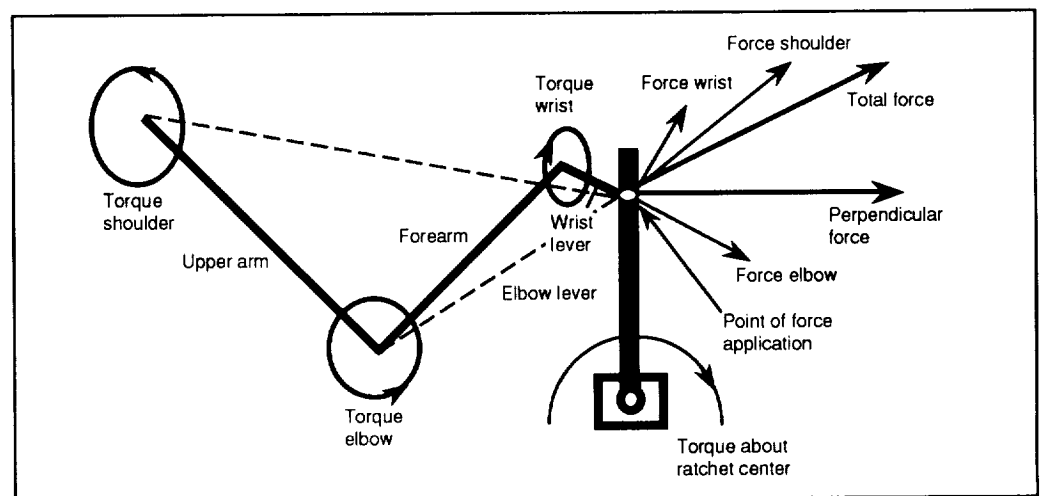 Force shoulder
Torque
wrist
Force wrist
Total force
Torque
shoulder
Upper arm
Forearm
Wrist
lever
Perpendicular
force
Elbow lever
Force elbow
Point of force
application
Torque
elbow
Torque about
ratchet center